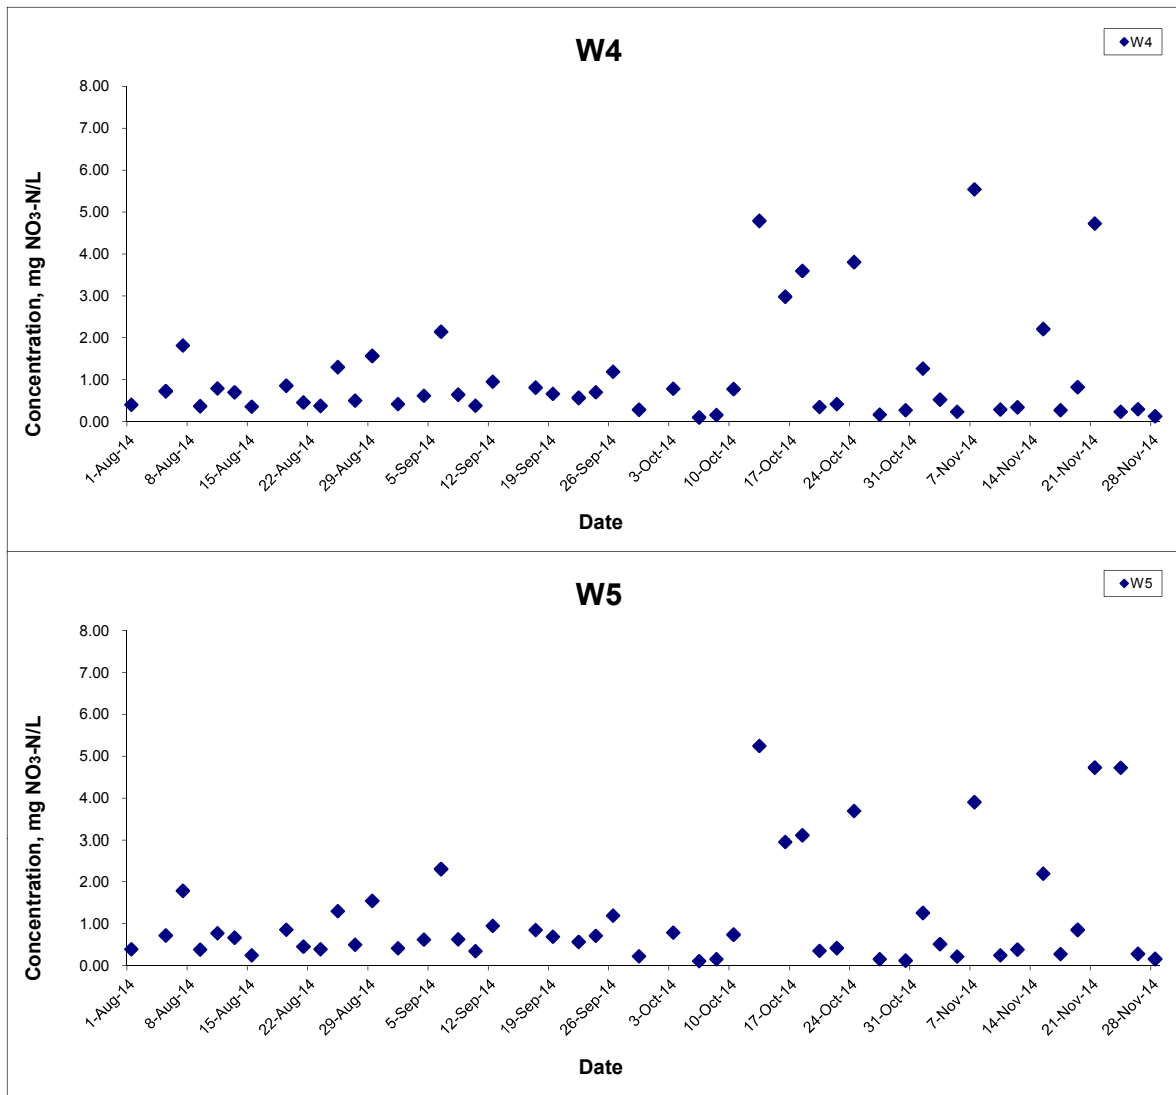 W4
W4
8.00
7.00
6.00
5.00
4.00
3.00
2.00
1.00
0.00
Concentration, mg NO₃-N/L
1-Aug-14
8-Aug-14
15-Aug-14
22-Aug-14
29-Aug-14
5-Sep-14
12-Sep-14
19-Sep-14
26-Sep-14
3-Oct-14
10-Oct-14
17-Oct-14
24-Oct-14
31-Oct-14
7-Nov-14
14-Nov-14
21-Nov-14
28-Nov-14
Date
W5
W5
8.00
7.00
6.00
5.00
4.00
3.00
2.00
1.00
0.00
Concentration, mg NO₃-N/L
1-Aug-14
8-Aug-14
15-Aug-14
22-Aug-14
29-Aug-14
5-Sep-14
12-Sep-14
19-Sep-14
26-Sep-14
3-Oct-14
10-Oct-14
17-Oct-14
24-Oct-14
31-Oct-14
7-Nov-14
14-Nov-14
21-Nov-14
28-Nov-14
Date